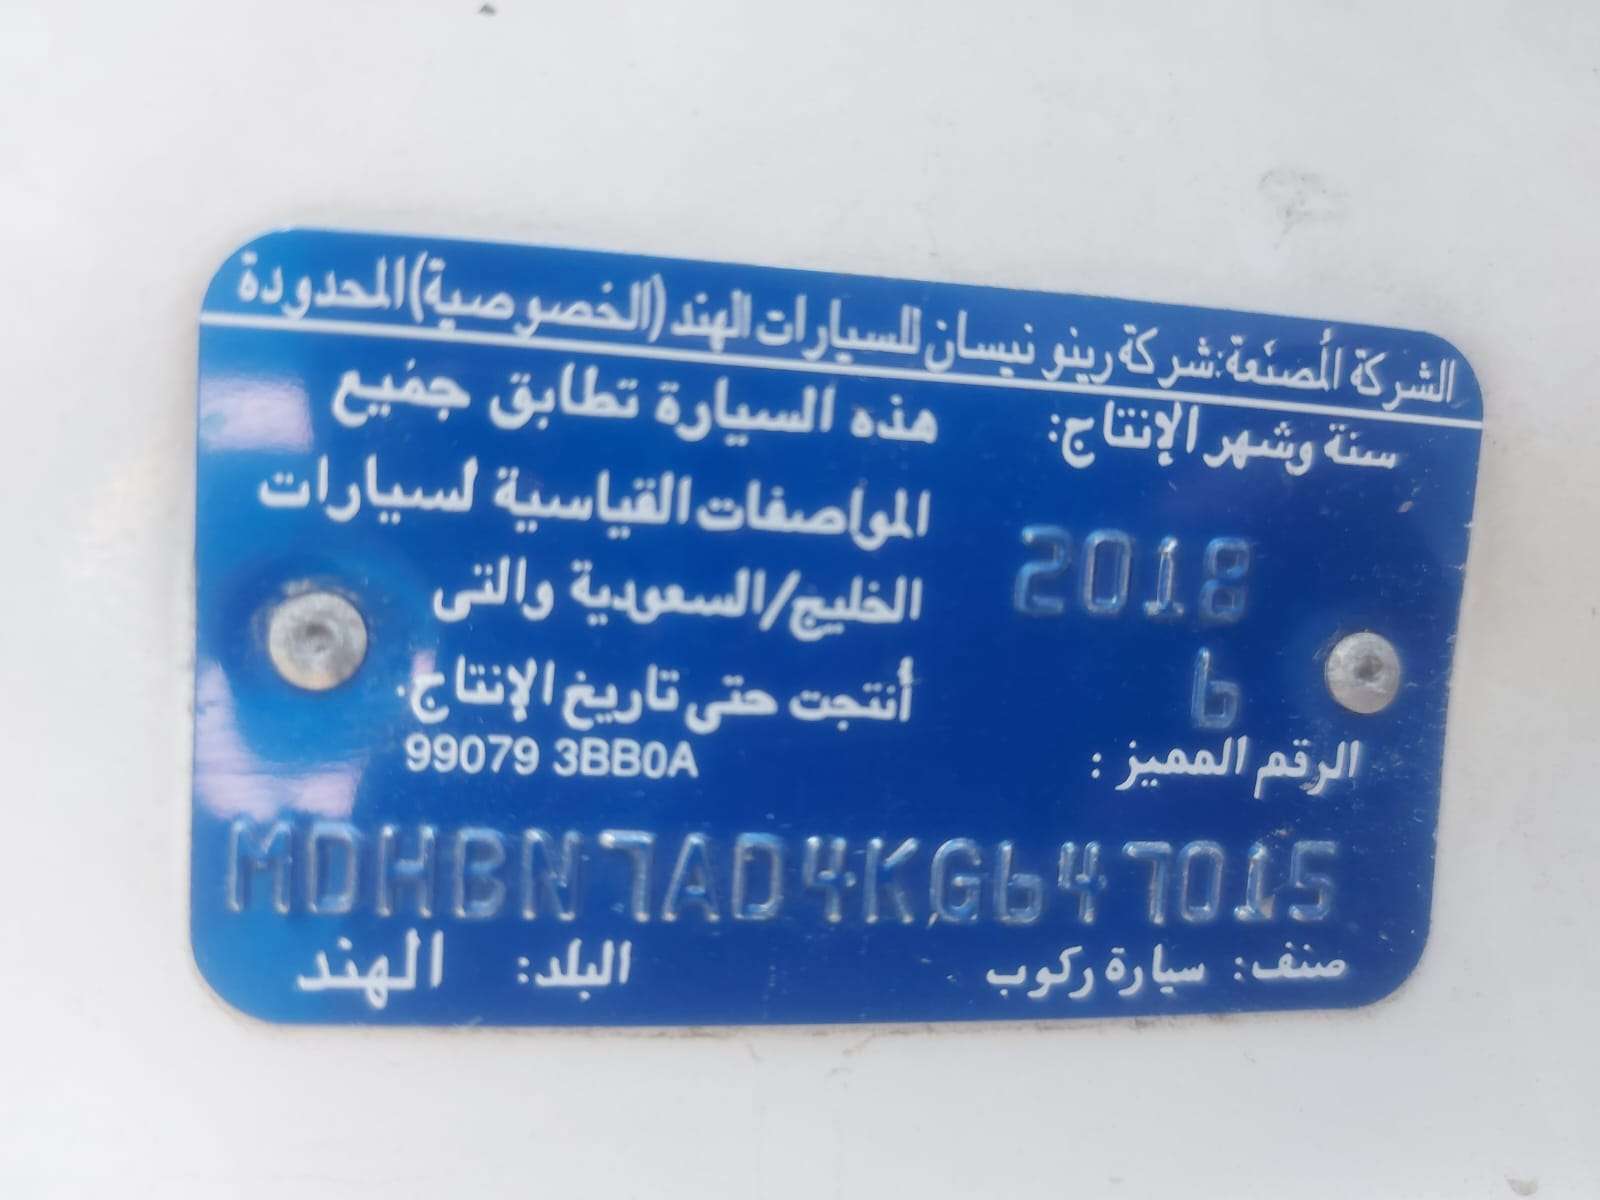 الشركة المُصنّعة: شركة رينو نيسان للسيارات الهند (الخصوصية) المحدودة
سنة وشهر الإنتاج:
2018
6
هذه السيارة تطابق جميع
المواصفات القياسية لسيارات
الخليج/السعودية والتى
أنتجت حتى تاريخ الإنتاج.
99079 3BB0A
الرقم المميز :
MDHBN7AD4KG647015
صنف: سيارة ركوب
البلد: الهند